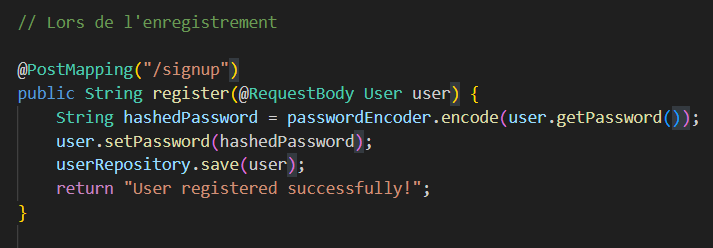 // Lors de l'enregistrement
@PostMapping("/signup")
public String register(@RequestBody User user) {
String hashedPassword = passwordEncoder.encode(user.getPassword());
user.setPassword(hashedPassword);
userRepository.save(user);
return "User registered successfully!";
}